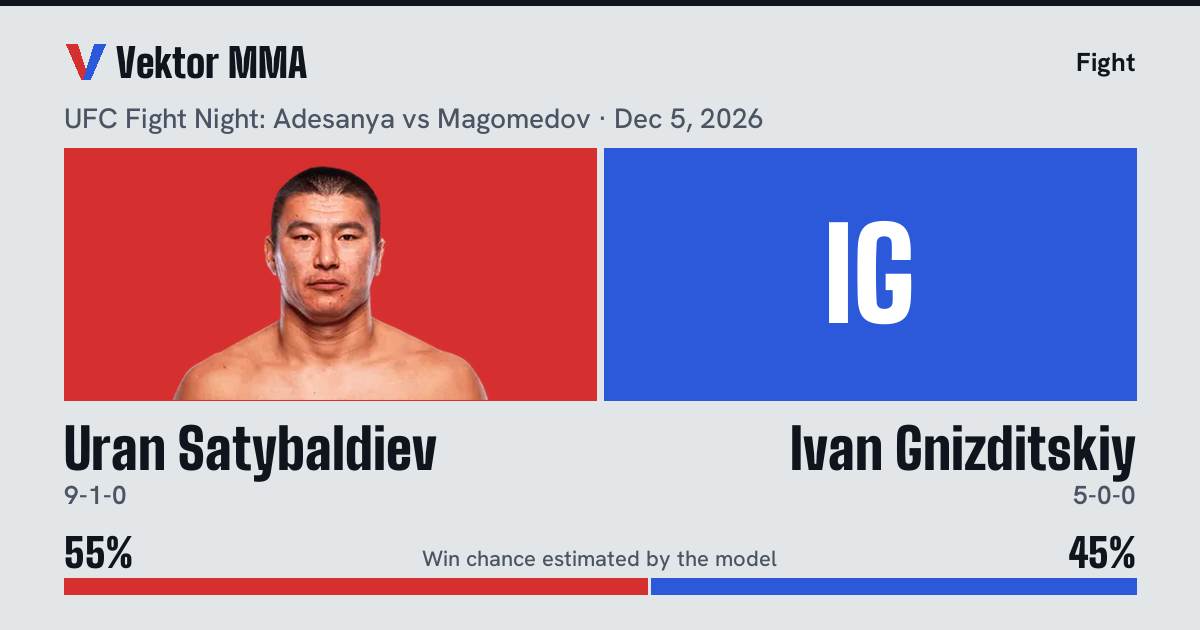 Vektor MMA
Fight
UFC Fight Night: Adesanya vs Magomedov · Dec 5, 2026
IG
Uran Satybaldiev
Ivan Gnizditskiy
9-1-0
5-0-0
55%
Win chance estimated by the model
45%